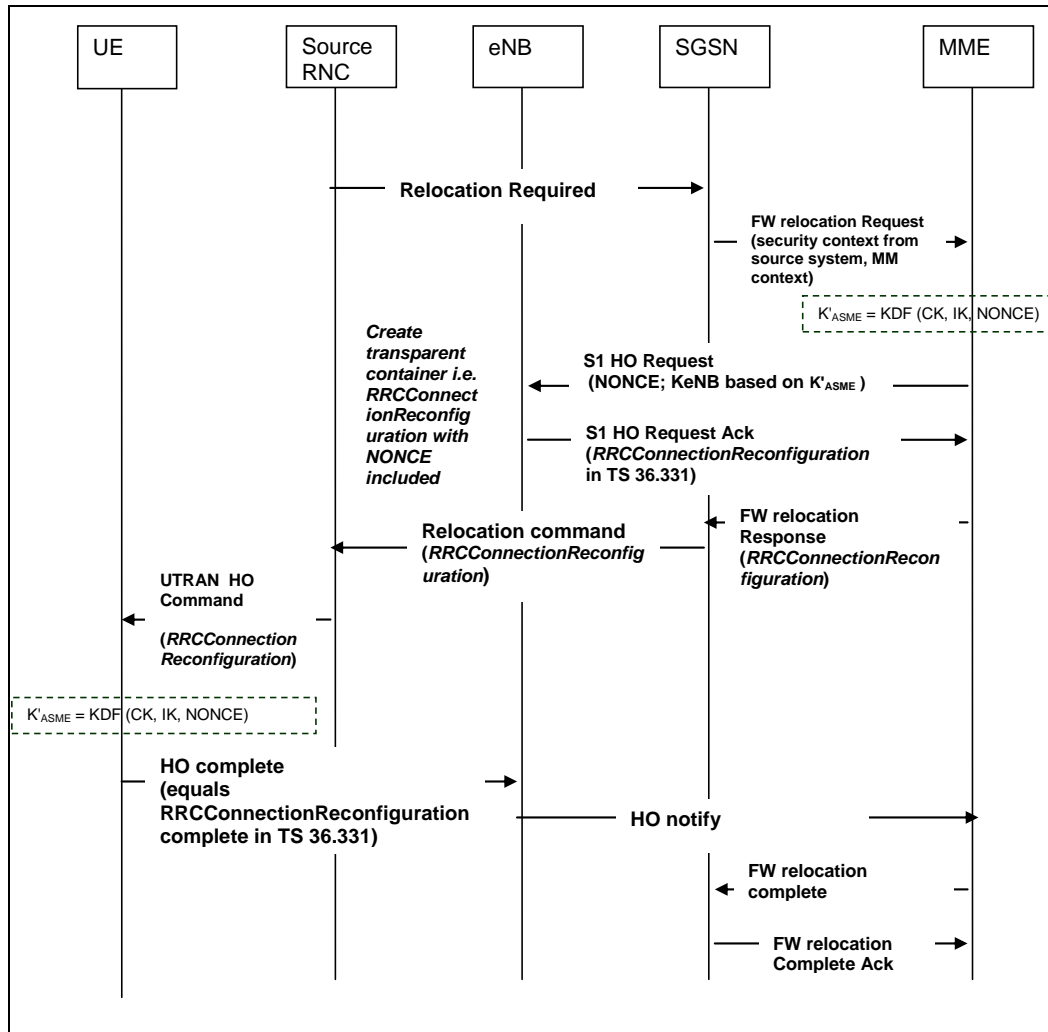 UE
Source
RNC
eNB
SGSN
MME
Relocation Required
FW relocation Request
(security context from
source system, MM
context)
K'ASME = KDF (CK, IK, NONCE)
Create
transparent
container i.e.
RRCConnect
ionReconfig
uration with
NONCE
included
S1 HO Request
(NONCE; KeNB based on K'ASME )
S1 HO Request Ack
(RRCConnectionReconfiguration
in TS 36.331)
FW relocation
Response
(RRCConnectionRecon
figuration)
Relocation command
(RRCConnectionReconfig
uration)
UTRAN HO
Command
(RRCConnection
Reconfiguration)
K'ASME = KDF (CK, IK, NONCE)
HO complete
(equals
RRCConnectionReconfiguration
complete in TS 36.331)
HO notify
FW relocation
complete
FW relocation
Complete Ack